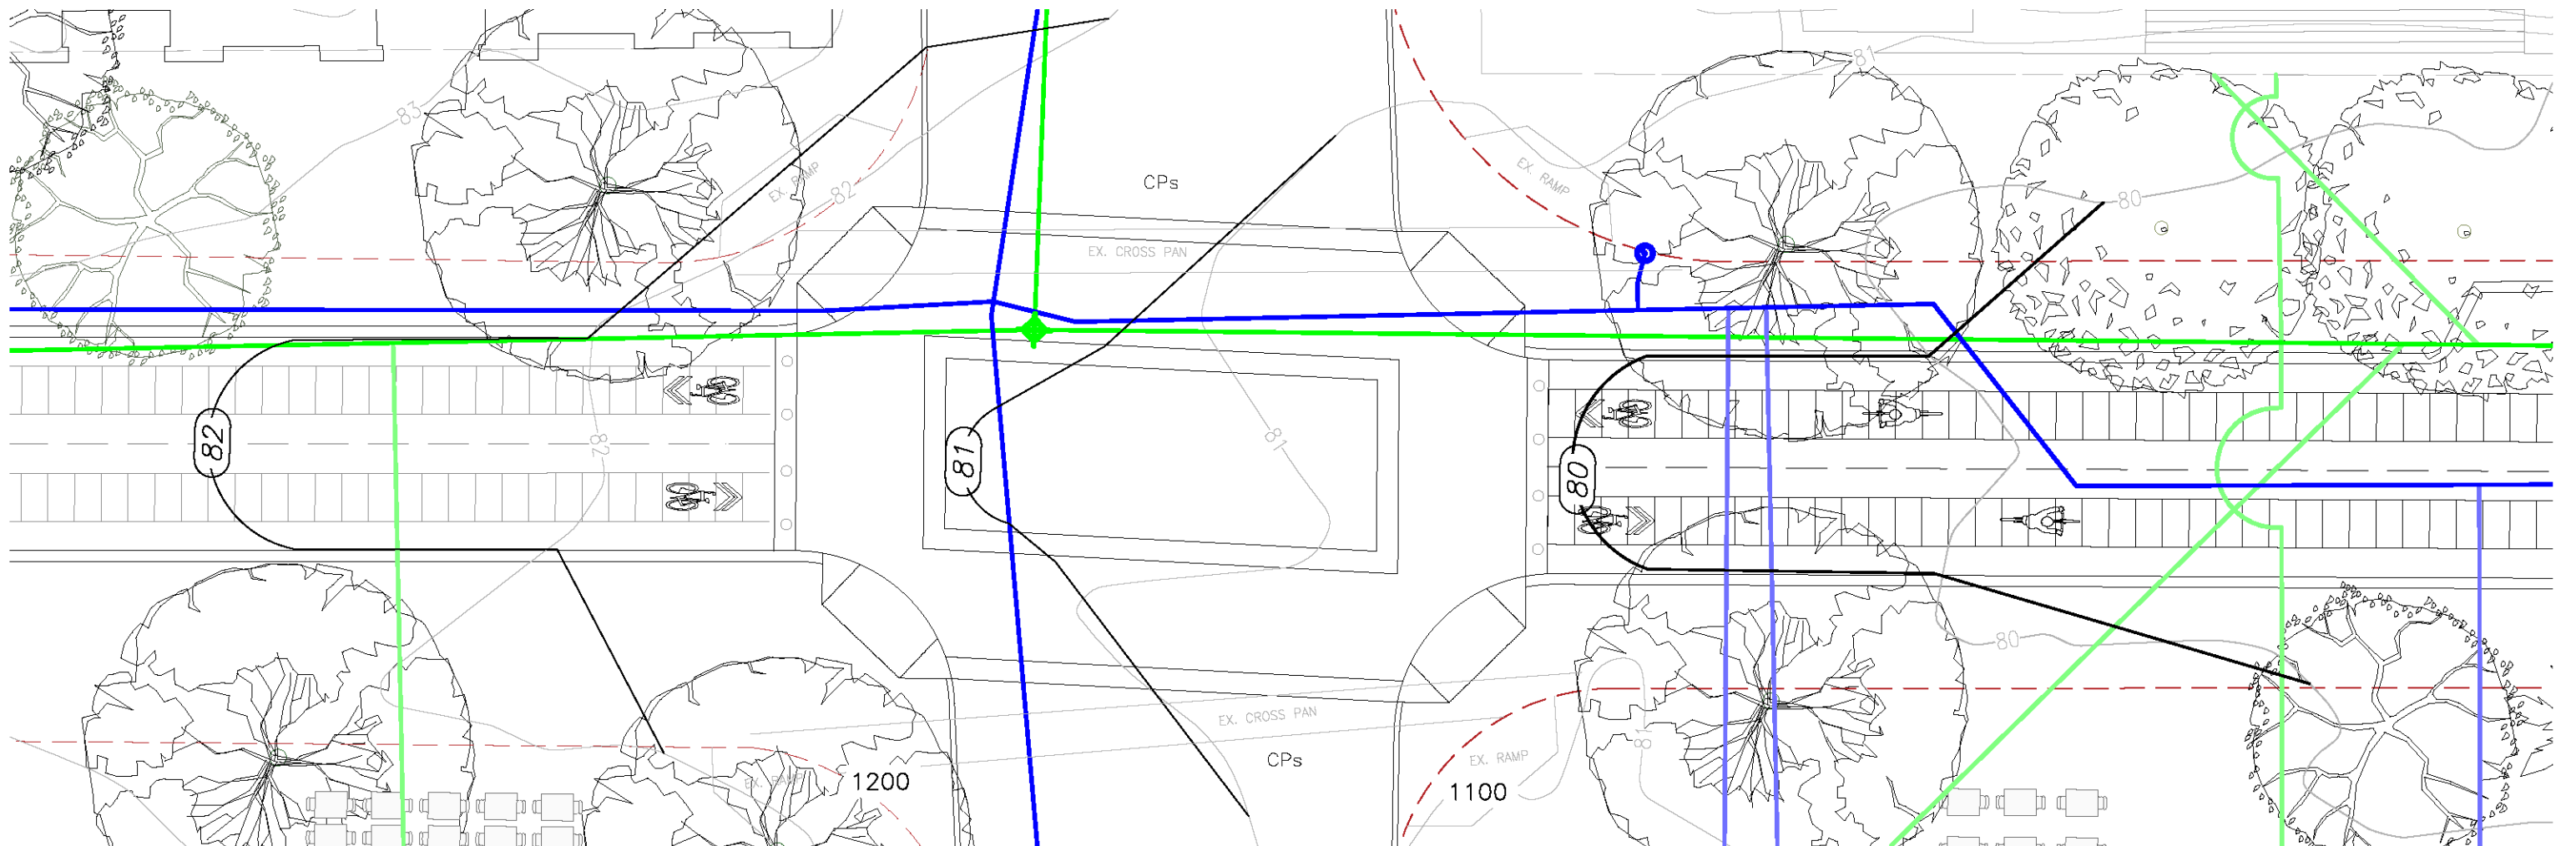 81
83
EX. RAMP
82
CPs
EX. RAMP
80
EX. CROSS PAN
82
82
81
81
80
80
81
EX. CROSS PAN
CPs
EX. RAMP
1200
EX. RAMP
1100